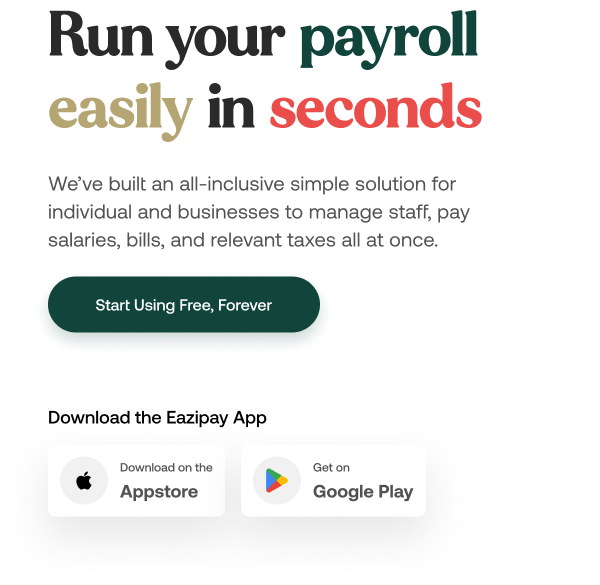 Run your payroll
easily in seconds
We’ve built an all-inclusive simple solution for
individual and businesses to manage staff, pay
salaries, bills, and relevant taxes all at once.
Start Using Free, Forever
Download the Eazipay App
Download on the
Appstore
Get on
Google Play